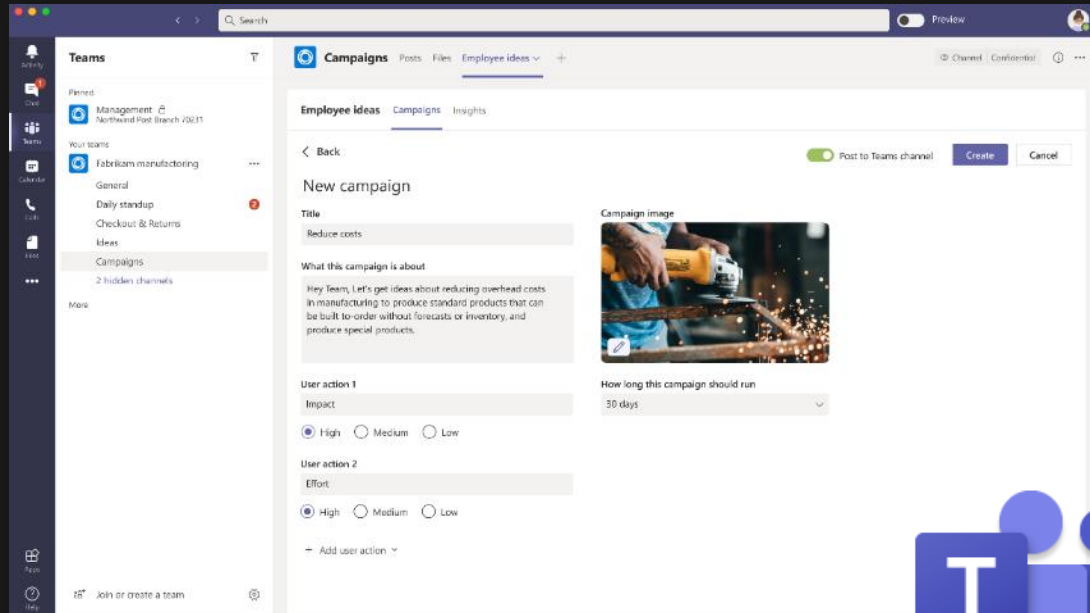 Search
Preview
Activity
Chat
Teams
Calendar
Calls
Files
Apps
Help
Teams
Pinned
Management
Northwind Post Branch 70231
Your teams
Fabrikam manufactoring
General
Daily standup
2
Checkout & Returns
Ideas
Campaigns
2 hidden channels
More
Join or create a team
Campaigns Posts Files Employee ideas
Channel Confidential
Employee ideas Campaigns Insights
Back
Post to Teams channel Create Cancel
New campaign
Title
Reduce costs
What this campaign is about
Hey Team, Let's get ideas about reducing overhead costs
in manufacturing to produce standard products that can
be built to-order without forecasts or inventory, and
produce special products.
User action 1
Impact
High Medium Low
User action 2
Effort
High Medium Low
+ Add user action
Campaign image
How long this campaign should run
30 days
T